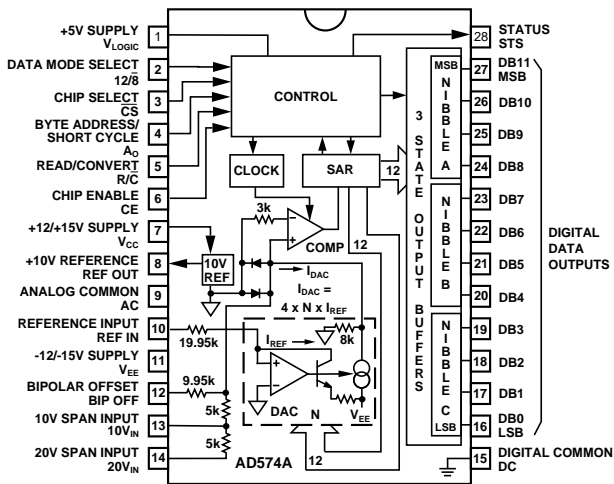 +5V SUPPLY
VLOGIC
1
DATA MODE SELECT
12/8
2
CHIP SELECT
CS
3
BYTE ADDRESS/
SHORT CYCLE
AO
4
READ/CONVERT
R/C
5
CHIP ENABLE
CE
6
+12/+15V SUPPLY
VCC
7
+10V REFERENCE
REF OUT
8
ANALOG COMMON
AC
9
REFERENCE INPUT
REF IN
10
-12/-15V SUPPLY
VEE
11
BIPOLAR OFFSET
BIP OFF
12
10V SPAN INPUT
10VIN
13
20V SPAN INPUT
20VIN
14
CONTROL
CLOCK
SAR
12
3k
COMP
12
10V
REF
IDAC
IDAC =
4 x N x IREF
19.95k
IREF
8k
9.95k
5k
5k
DAC
N
VEE
12
AD574A
3 STATE OUTPUT BUFFERS
MSB
NIBBLE A
NIBBLE B
NIBBLE C
LSB
28
STATUS
STS
27
DB11
MSB
26
DB10
25
DB9
24
DB8
23
DB7
22
DB6
21
DB5
20
DB4
19
DB3
18
DB2
17
DB1
16
DB0
LSB
15
DIGITAL COMMON
DC
DIGITAL
DATA
OUTPUTS